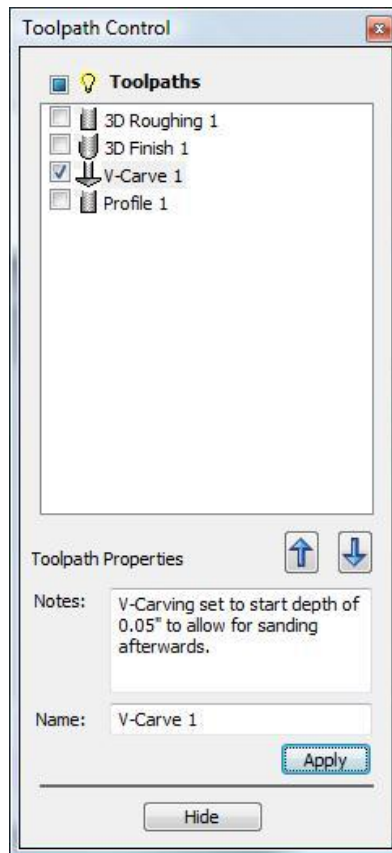 Toolpath Control
Toolpaths
3D Roughing 1
3D Finish 1
V-Carve 1
Profile 1
Toolpath Properties
Notes:
V-Carving set to start depth of
0.05" to allow for sanding
afterwards.
Name:
V-Carve 1
Apply
Hide